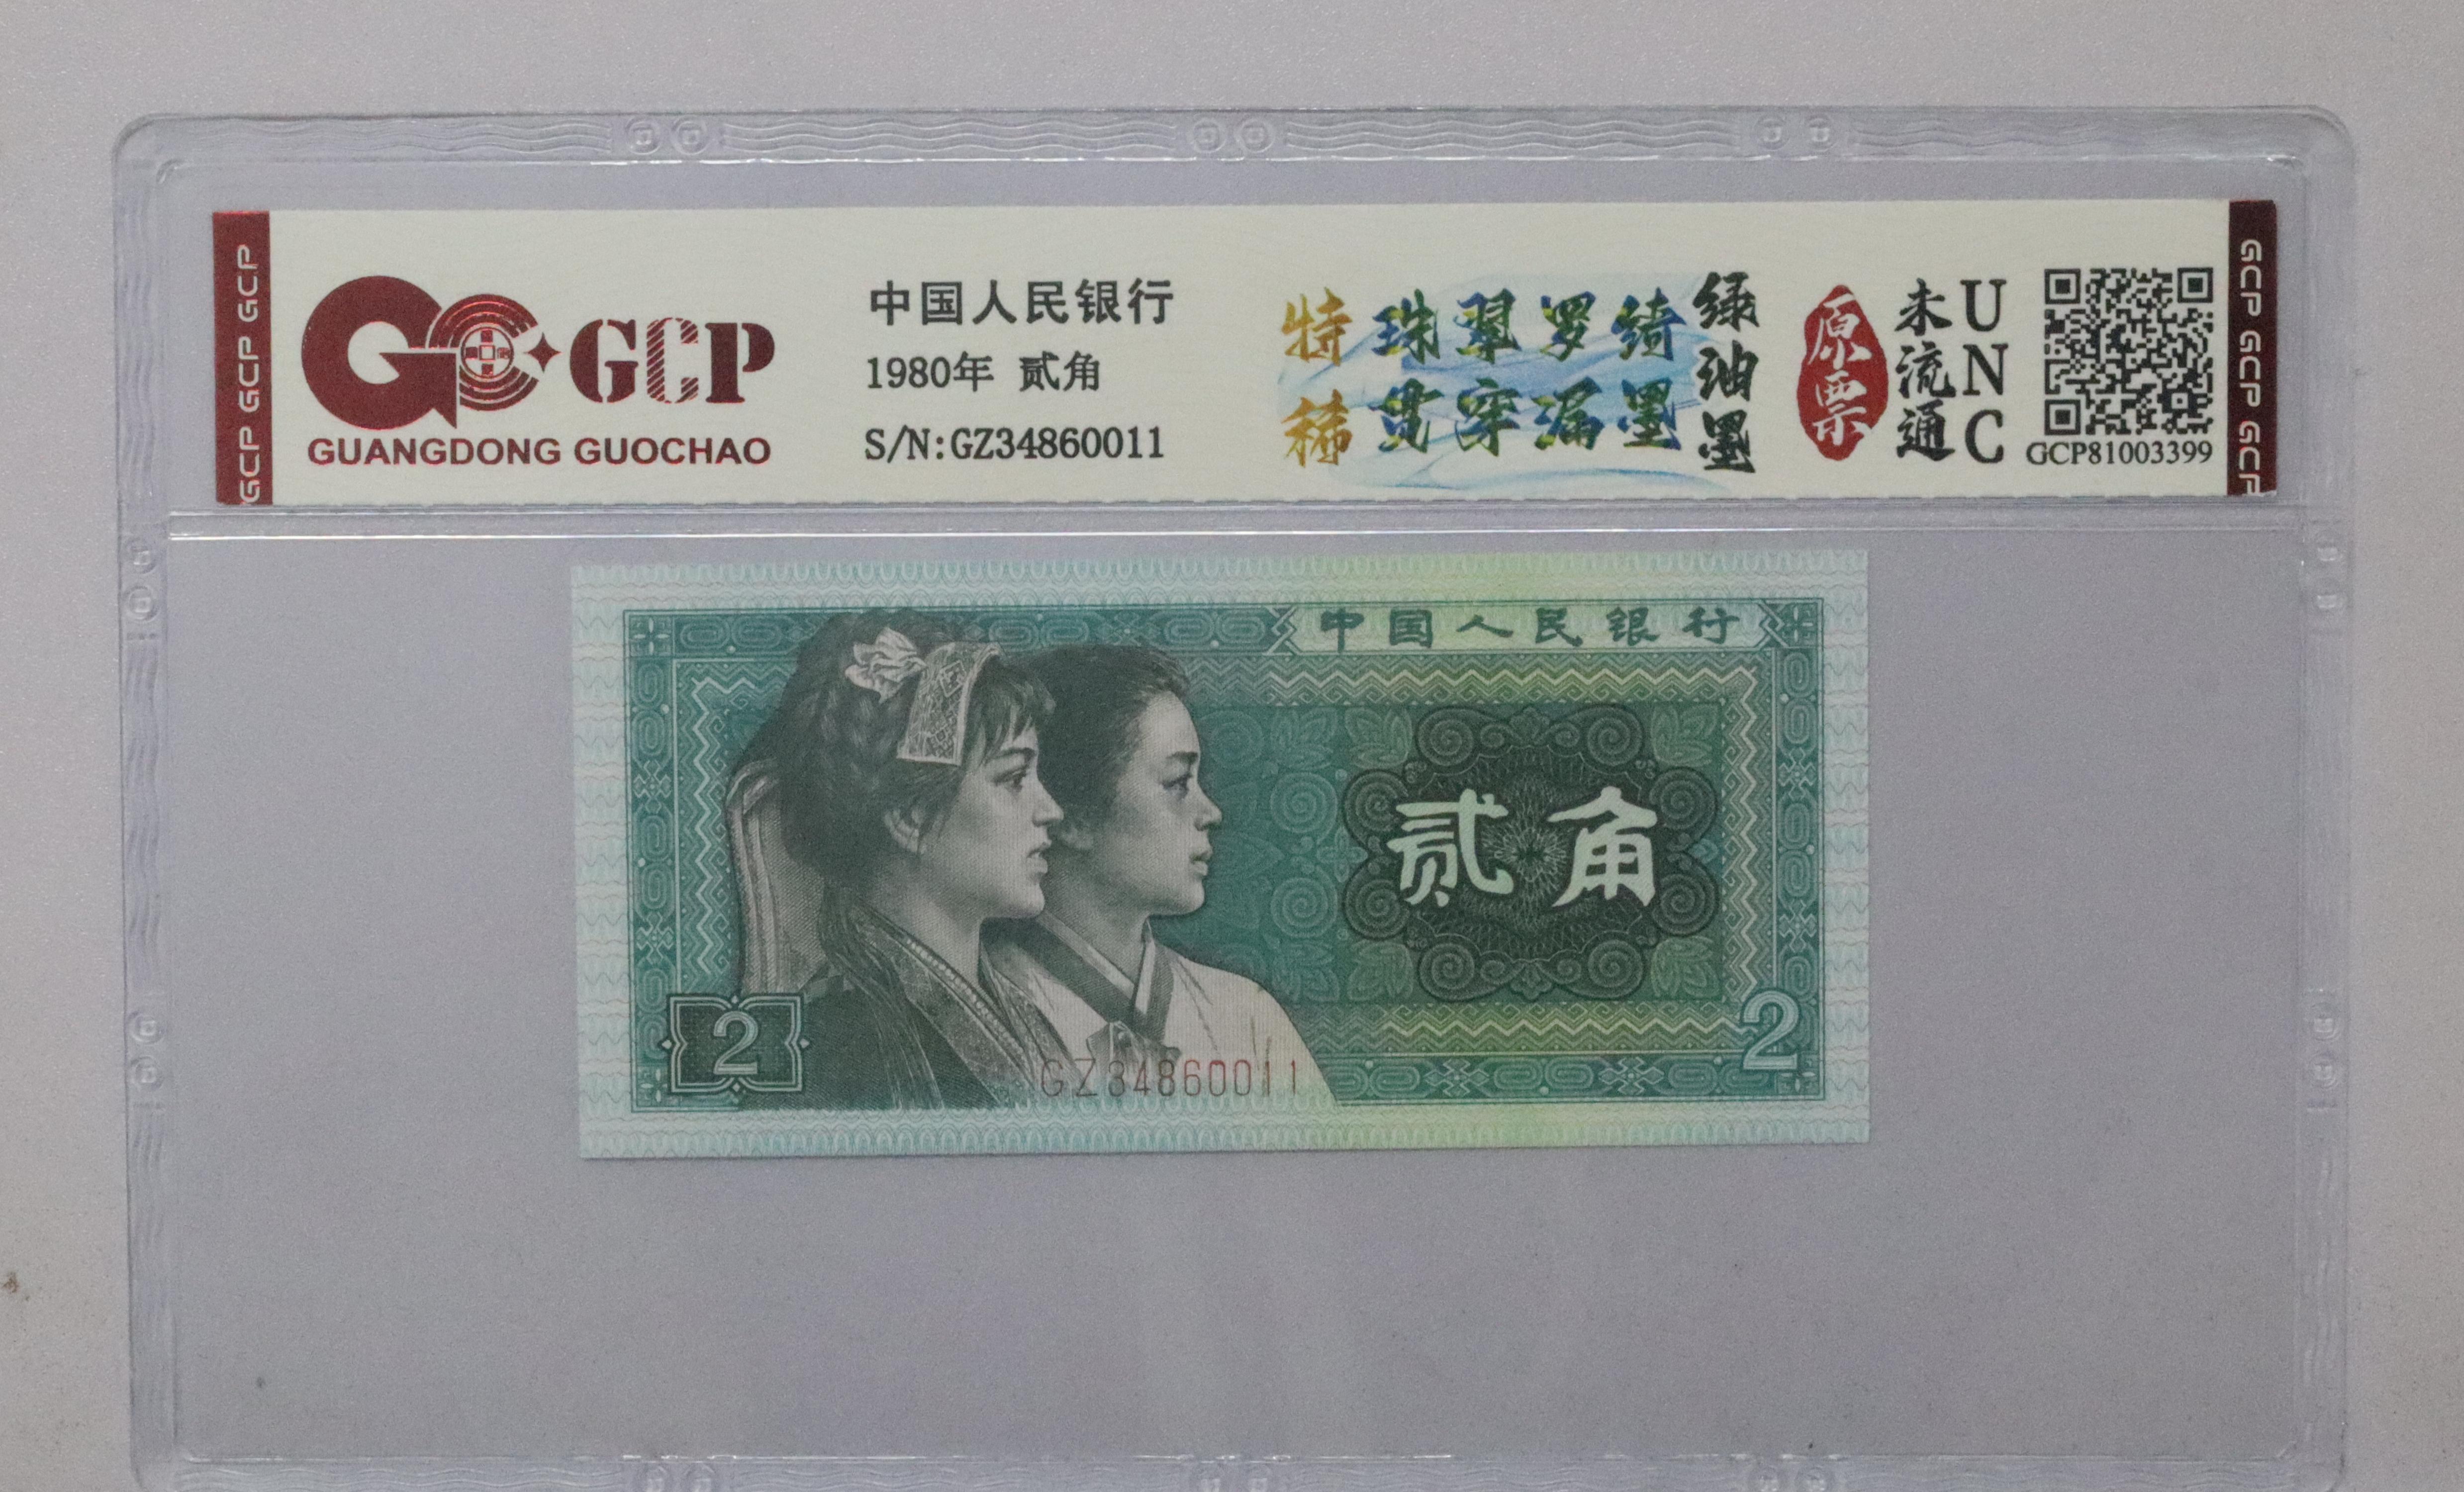 GCP GCP GCP
GCP
GUANGDONG GUOCHAO
中国人民银行
1980年 贰角
S/N:GZ34860011
特稀
珠翠罗绮
贯穿漏墨
绿油墨
原票
未流通
UNC
GCP81003399
GCP GCP GCP
中国人民银行
贰角
2
GZ34860011
2